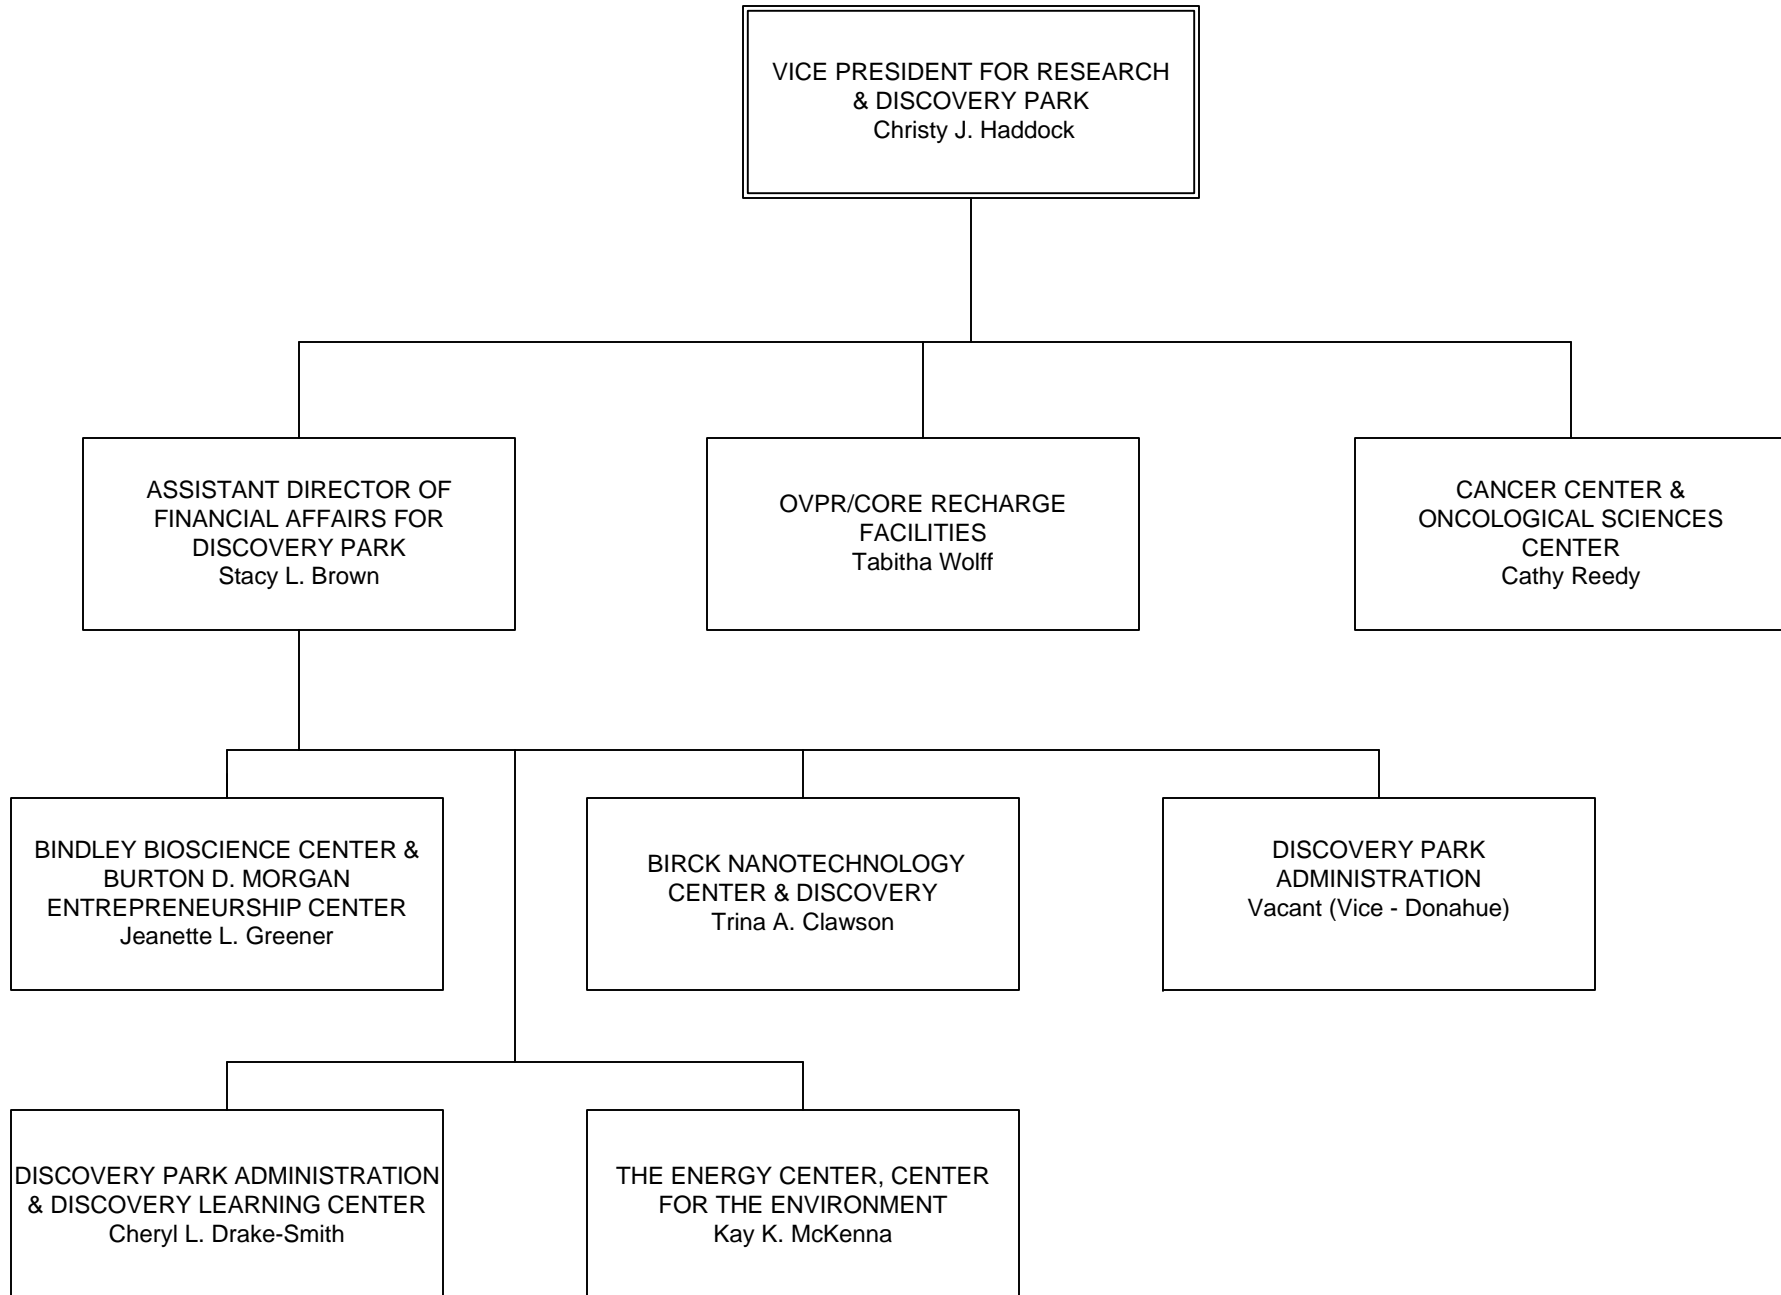 VICE PRESIDENT FOR RESEARCH
& DISCOVERY PARK
Christy J. Haddock
ASSISTANT DIRECTOR OF
FINANCIAL AFFAIRS FOR
DISCOVERY PARK
Stacy L. Brown
OVPR/CORE RECHARGE
FACILITIES
Tabitha Wolff
CANCER CENTER &
ONCOLOGICAL SCIENCES
CENTER
Cathy Reedy
BINDLEY BIOSCIENCE CENTER &
BURTON D. MORGAN
ENTREPRENEURSHIP CENTER
Jeanette L. Greener
BIRCK NANOTECHNOLOGY
CENTER & DISCOVERY
Trina A. Clawson
DISCOVERY PARK
ADMINISTRATION
Vacant (Vice - Donahue)
DISCOVERY PARK ADMINISTRATION
& DISCOVERY LEARNING CENTER
Cheryl L. Drake-Smith
THE ENERGY CENTER, CENTER
FOR THE ENVIRONMENT
Kay K. McKenna